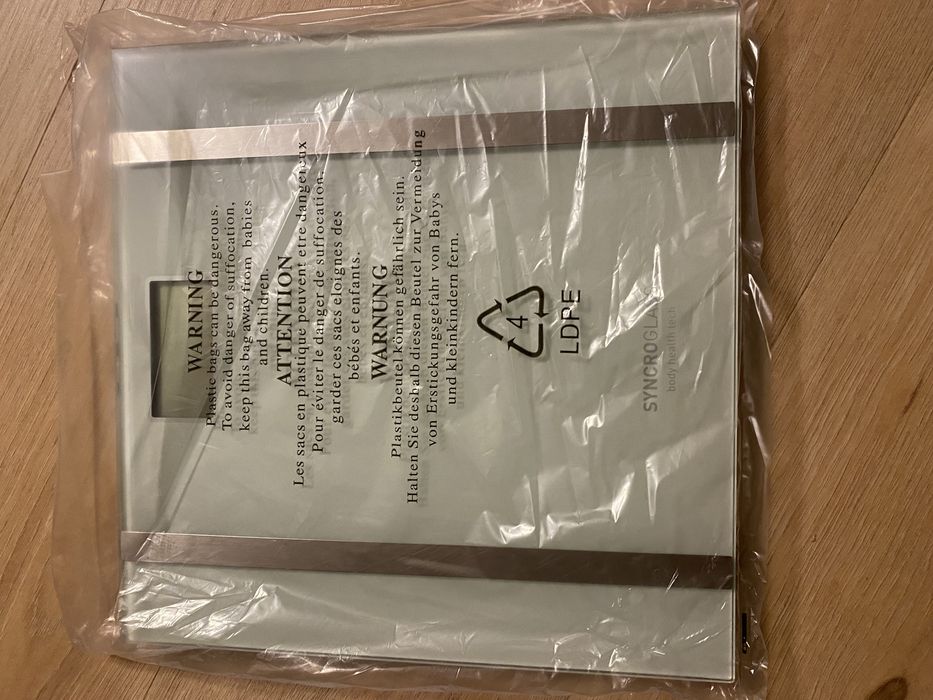 WARNING
Plastic bags can be dangerous.
To avoid danger of suffocation,
keep this bag away from babies
and children.
ATTENTION
Les sacs en plastique peuvent etre dangereux
Pour éviter le danger de suffocation,
garder ces sacs eloignes des
bébés et enfants.
WARNUNG
Plastikbeutel können gefährlich sein.
Halten Sie deshalb diesen Beutel zur Vermeidung
von Erstickungsgefahr von Babys
und kleinkindern fern.
4
LDPE
SYNCROGLAS
body health tech